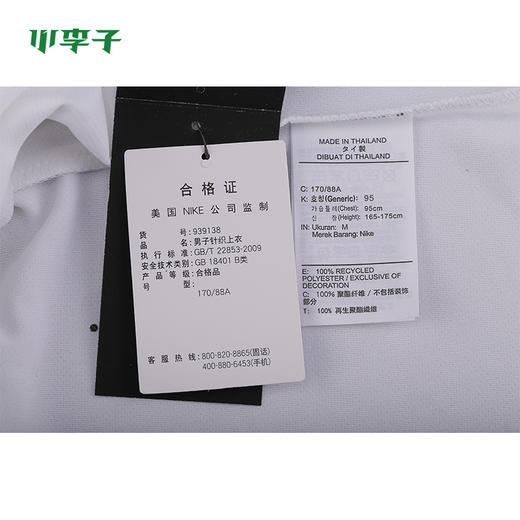 小李子
合格证
美国 NIKE 公司监制
货 号:939138
品 名:男子针织上衣
执行标准:GB/T 22853-2009
安全技术类别:GB 18401 B类
产品等级:合格品
号 型:
170/88A
客服热线:800-820-8865(固话)
400-880-6453(手机)
MADE IN THAILAND
タイ製
DIBUAT DI THAILAND
C: 170/88A
K: 호칭(Generic): 95
가슴둘레(Chest): 95cm
신 장(Height): 165-175cm
IN: Ukuran: M
Merek Barang: Nike
E: 100% RECYCLED
POLYESTER / EXCLUSIVE OF
DECORATION
C: 100% 聚酯纤维 / 不包括装饰
部分
T: 100% 再生聚酯纖維